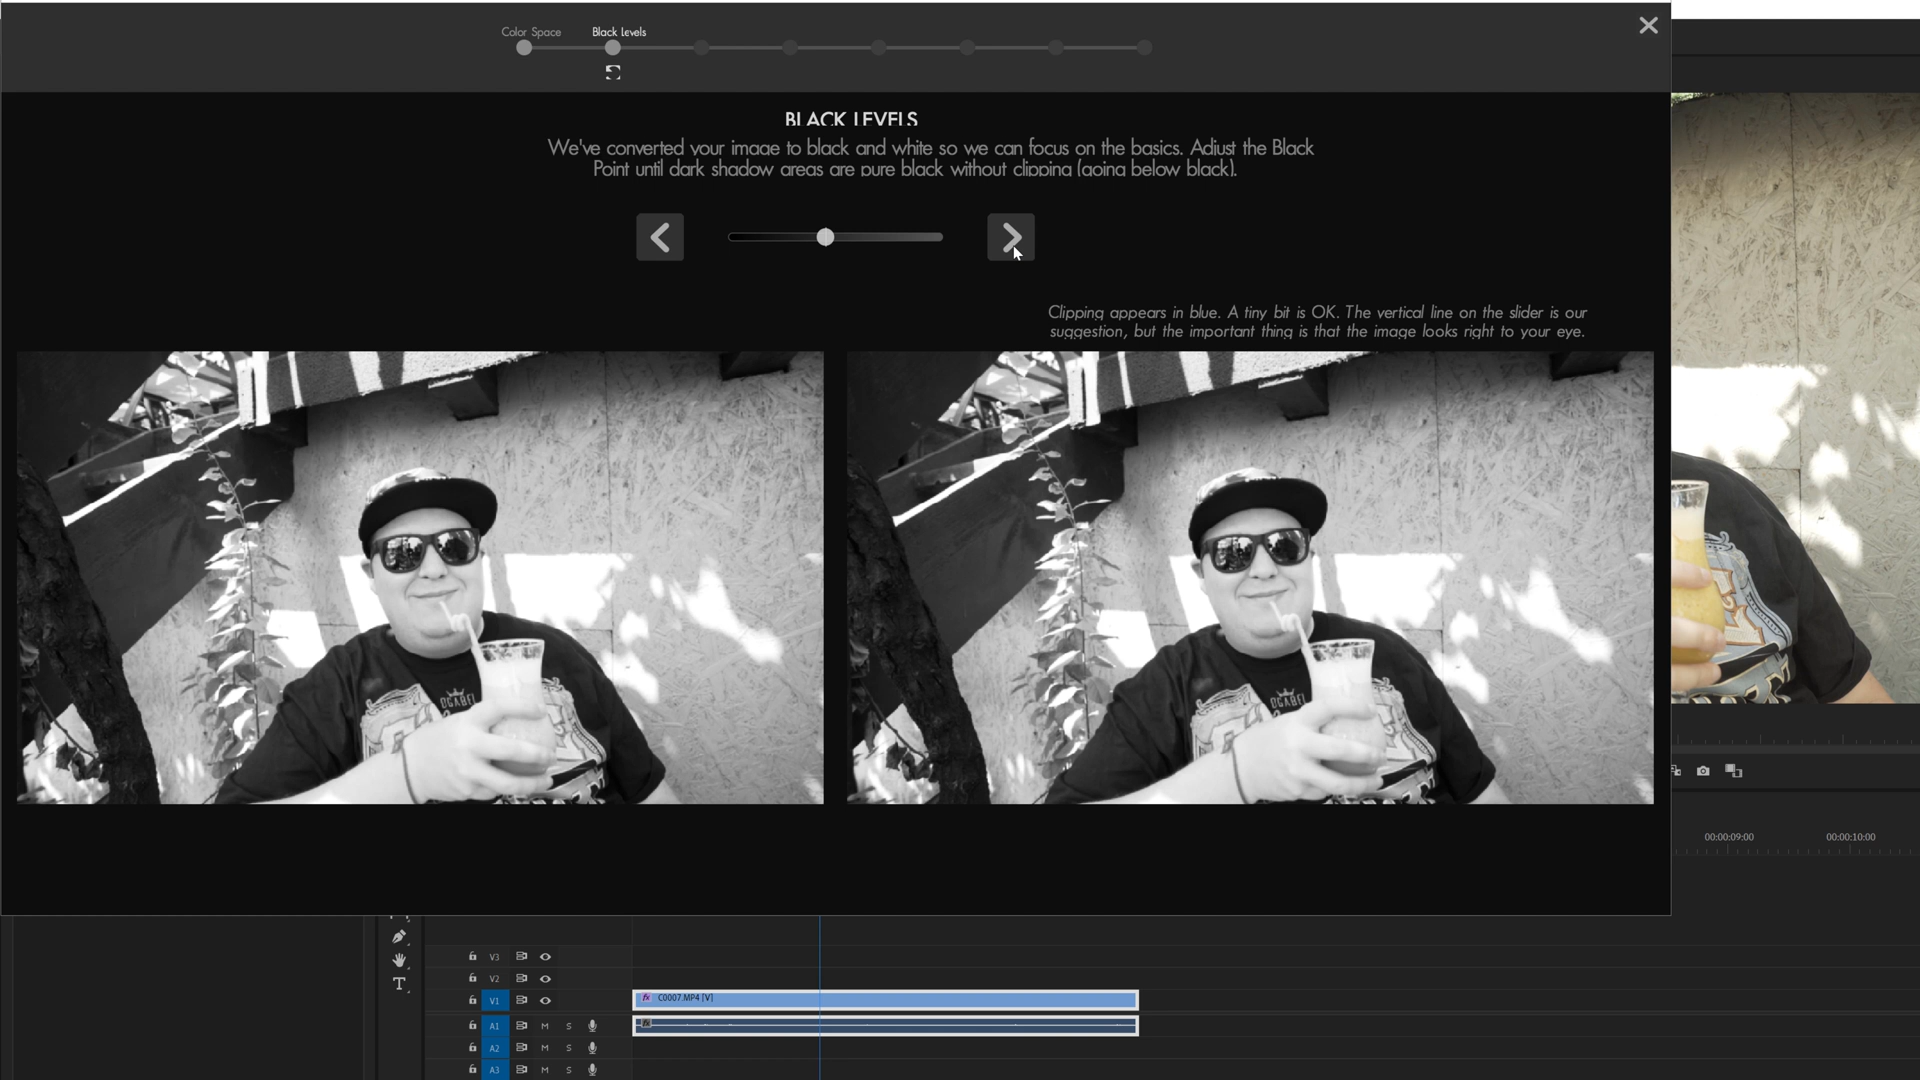 Color Space
Black Levels
BLACK LEVELS
We've converted your image to black and white so we can focus on the basics. Adjust the Black
Point until dark shadow areas are pure black without clipping (going below black).
Clipping appears in blue. A tiny bit is OK. The vertical line on the slider is our
suggestion, but the important thing is that the image looks right to your eye.
OGABEL
OGABEL
00:00:09:00
00:00:10:00
V3
V2
V1
fx C0007.MP4 [V]
A1 M S
A2 M S
A3 M S